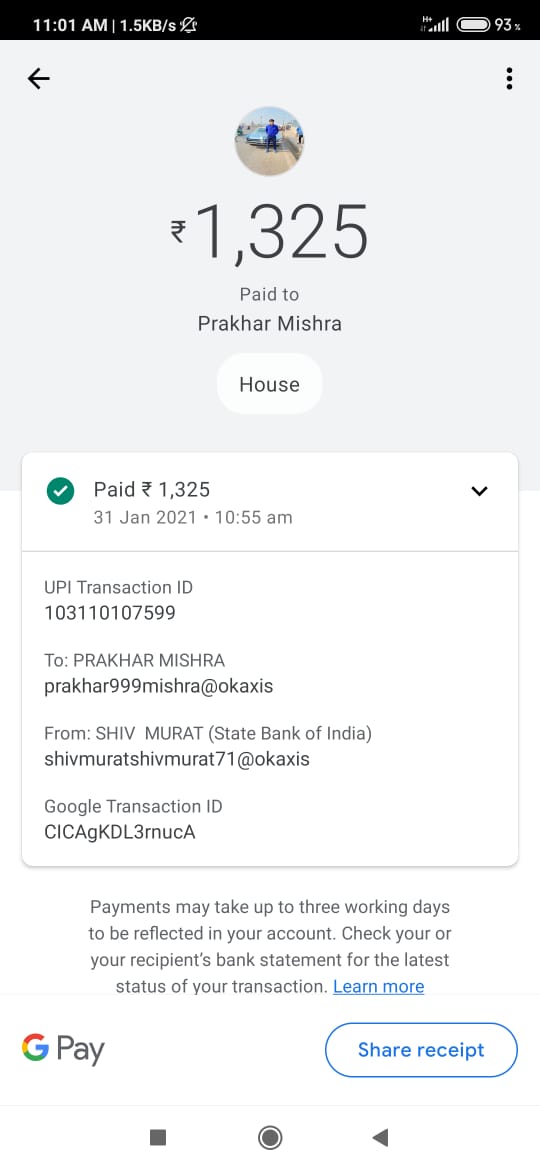 11:01 AM | 1.5KB/s
H+
93%
₹1,325
Paid to
Prakhar Mishra
House
Paid ₹ 1,325
31 Jan 2021 • 10:55 am
UPI Transaction ID
103110107599
To: PRAKHAR MISHRA
prakhar999mishra@okaxis
From: SHIV  MURAT (State Bank of India)
shivmuratshivmurat71@okaxis
Google Transaction ID
CICAgKDL3rnucA
Payments may take up to three working days
to be reflected in your account. Check your or
your recipient's bank statement for the latest
status of your transaction. Learn more
G Pay
Share receipt